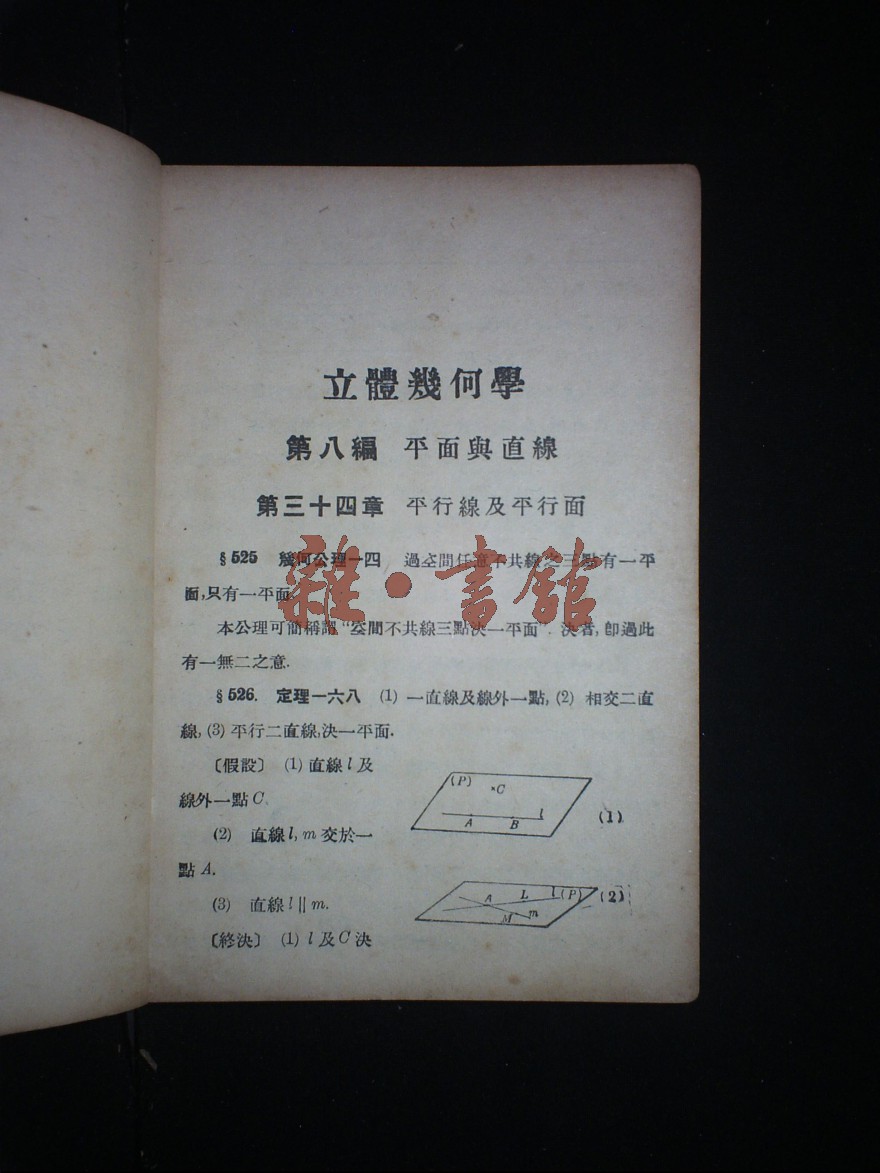 立體幾何學
第八編 平面與直線
第三十四章 平行線及平行面
§525 幾何公理一四 過空間任意不共線之三點有一平
面,只有一平面.
雜·書館
本公理可簡稱謂“空間不共線三點決一平面”. 決者,卽過此
有一無二之意.
§526. 定理一六八 (1) 一直線及線外一點, (2) 相交二直
線, (3) 平行二直線,決一平面.
〔假設〕 (1) 直線 l 及
線外一點 C
(P) C
A B l
(1)
(2) 直線 l, m 交於一
點 A.
(3) 直線 l || m.
A L l (P)
M m
(2)
〔終決〕 (1) l 及 C 決